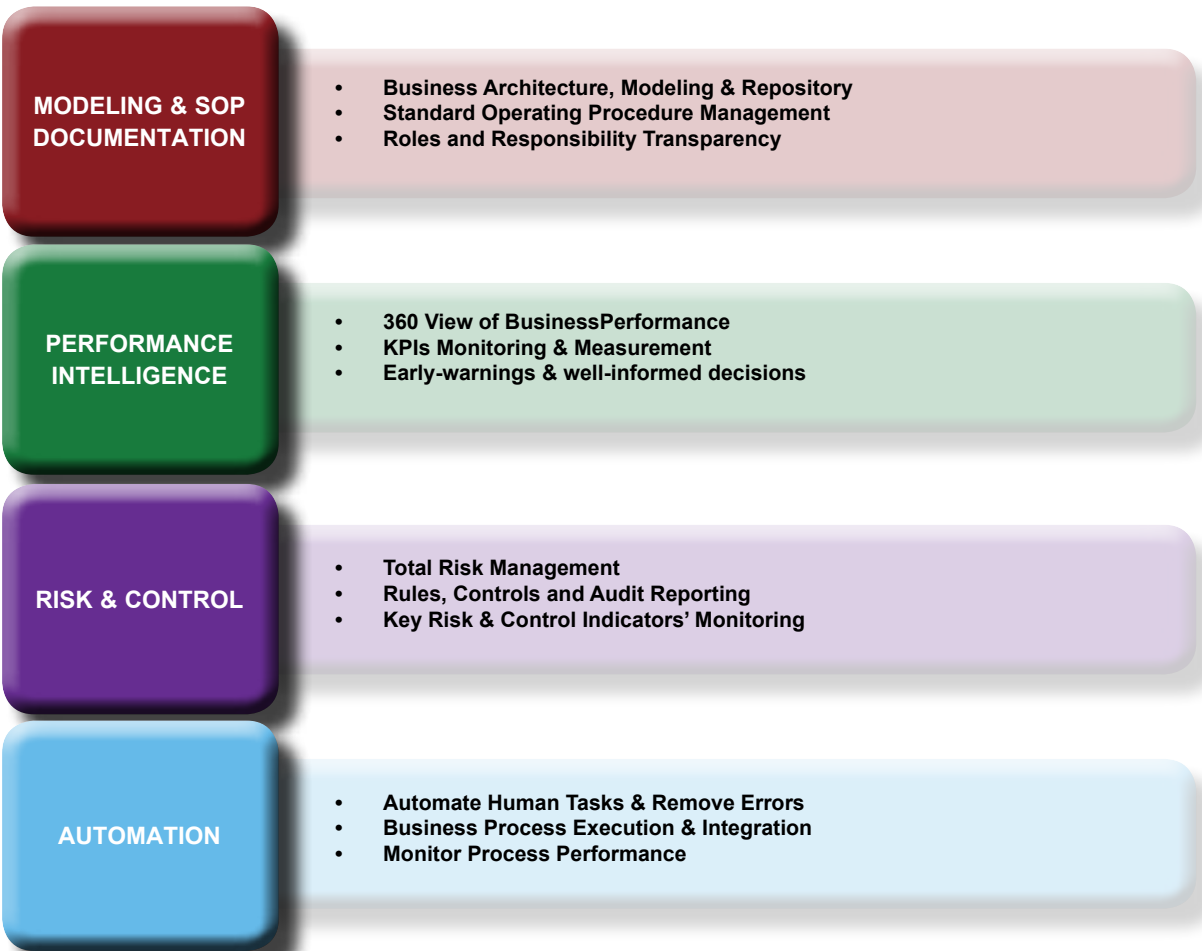 MODELING & SOP
DOCUMENTATION
• Business Architecture, Modeling & Repository
• Standard Operating Procedure Management
• Roles and Responsibility Transparency
PERFORMANCE
INTELLIGENCE
• 360 View of BusinessPerformance
• KPIs Monitoring & Measurement
• Early-warnings & well-informed decisions
RISK & CONTROL
• Total Risk Management
• Rules, Controls and Audit Reporting
• Key Risk & Control Indicators’ Monitoring
AUTOMATION
• Automate Human Tasks & Remove Errors
• Business Process Execution & Integration
• Monitor Process Performance